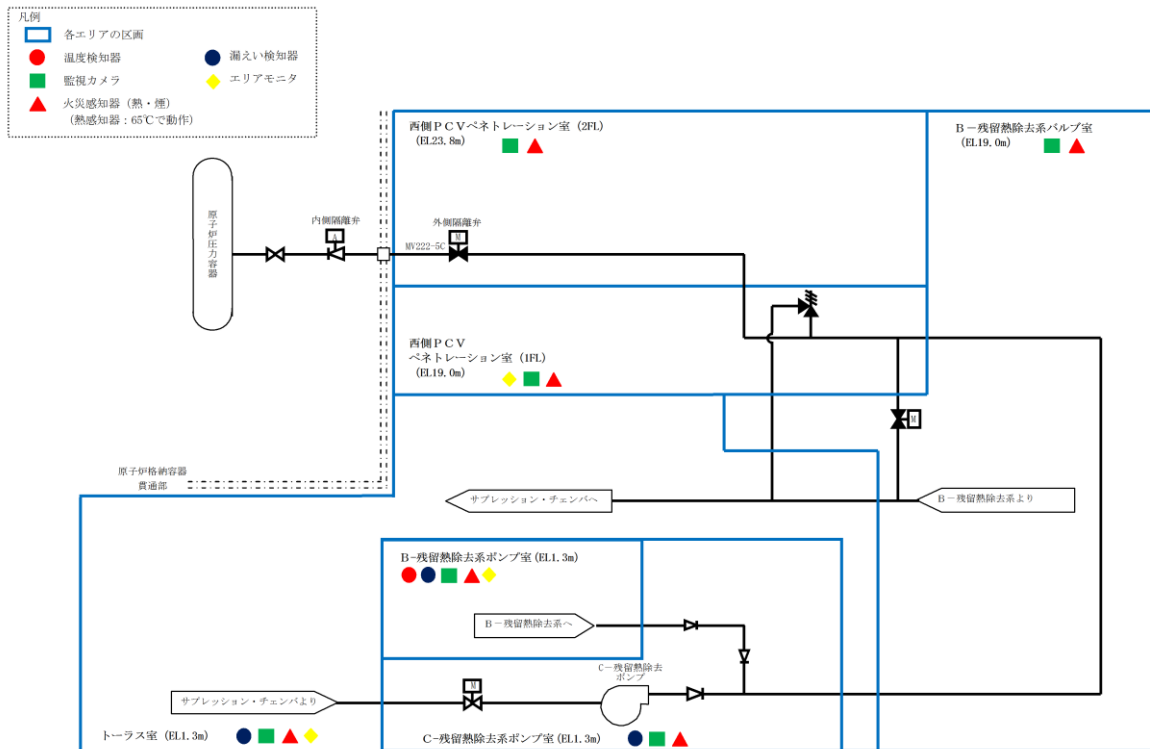 凡例
各エリアの区画
温度検知器
漏えい検知器
監視カメラ
エリアモニタ
火災感知器（熱・煙）
（熱感知器：65℃で動作）
西側ＰＣＶペネトレーション室（2FL）
(EL23.8m)
Ｂ－残留熱除去系バルブ室
(EL19.0m)
原子炉圧力容器
内側隔離弁
A
外側隔離弁
M
MV222-5C
西側ＰＣＶ
ペネトレーション室（1FL）
(EL19.0m)
M
原子炉格納容器
貫通部
サプレッション・チェンバへ
Ｂ－残留熱除去系より
B-残留熱除去系ポンプ室(EL1.3m)
Ｂ－残留熱除去系へ
C－残留熱除去
ポンプ
M
サプレッション・チェンバより
トーラス室（EL1.3m）
C-残留熱除去系ポンプ室(EL1.3m)